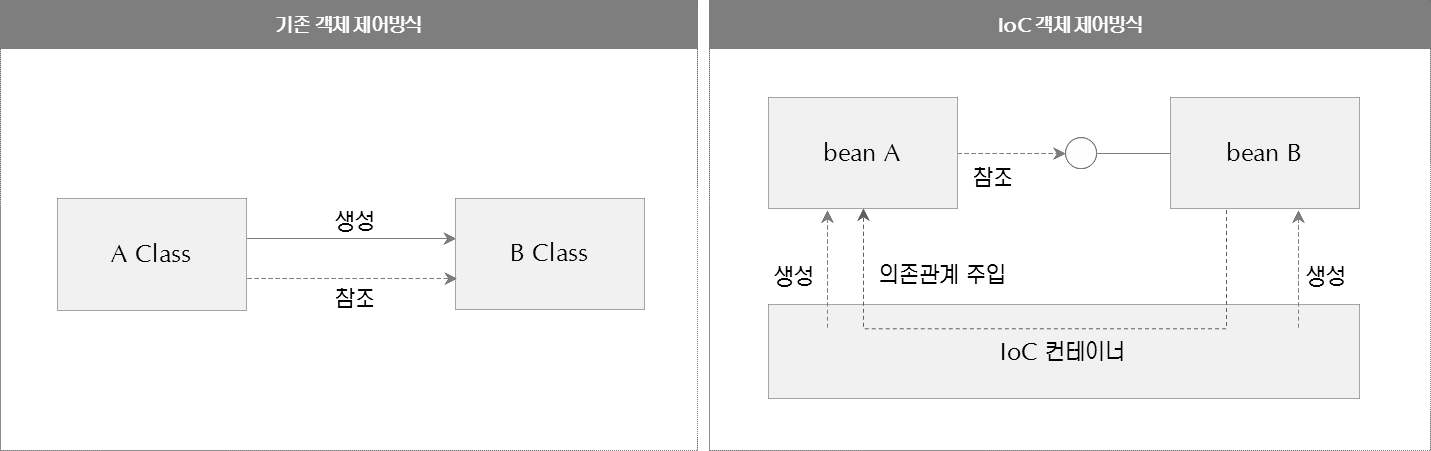 기존 객체 제어방식
A Class
생성
참조
B Class
IoC 객체 제어방식
bean A
참조
bean B
생성
의존관계 주입
생성
IoC 컨테이너